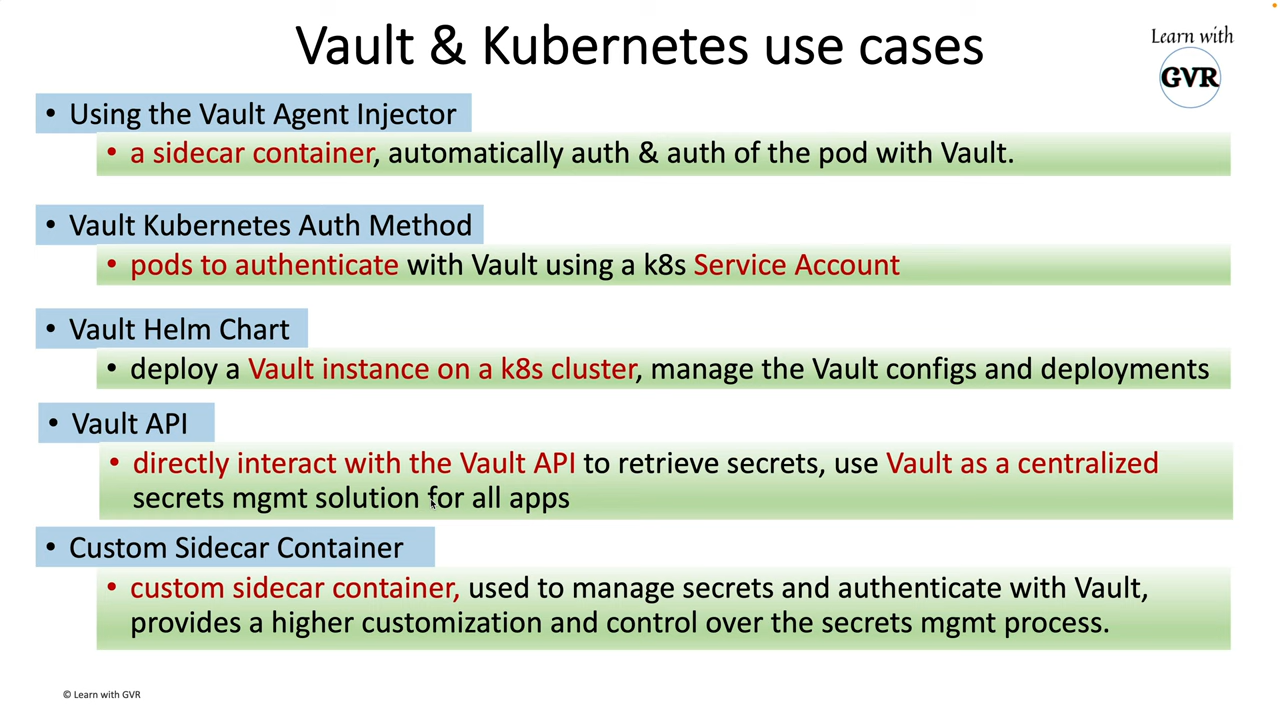 Vault & Kubernetes use cases
Learn with
GVR
• Using the Vault Agent Injector
• a sidecar container, automatically auth & auth of the pod with Vault.
• Vault Kubernetes Auth Method
• pods to authenticate with Vault using a k8s Service Account
• Vault Helm Chart
• deploy a Vault instance on a k8s cluster, manage the Vault configs and deployments
• Vault API
• directly interact with the Vault API to retrieve secrets, use Vault as a centralized
secrets mgmt solution for all apps
• Custom Sidecar Container
• custom sidecar container, used to manage secrets and authenticate with Vault,
provides a higher customization and control over the secrets mgmt process.
© Learn with GVR